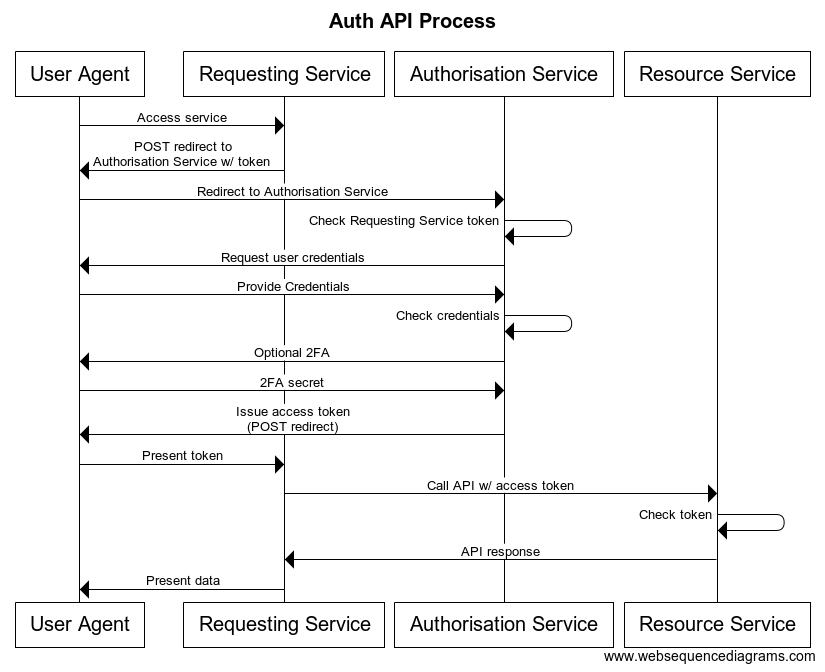 Auth API Process
User Agent
Requesting Service
Authorisation Service
Resource Service
Access service
POST redirect to
Authorisation Service w/ token
Redirect to Authorisation Service
Check Requesting Service token
Request user credentials
Provide Credentials
Check credentials
Optional 2FA
2FA secret
Issue access token
(POST redirect)
Present token
Call API w/ access token
Check token
API response
Present data
User Agent
Requesting Service
Authorisation Service
Resource Service
www.websequencediagrams.com